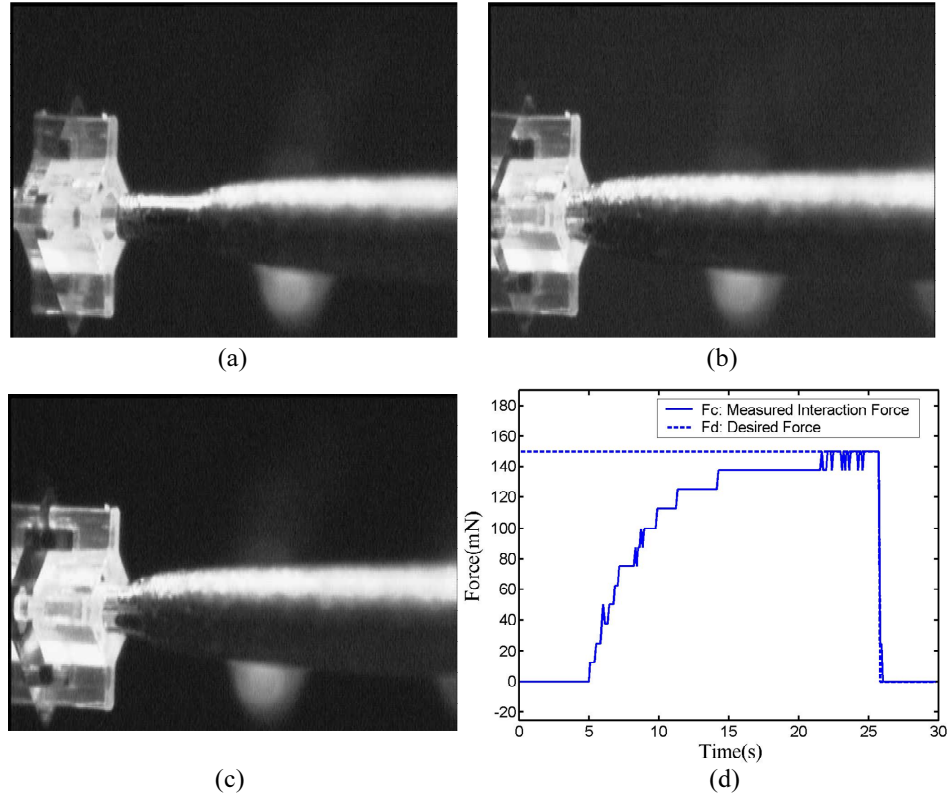 (a)
(b)
180
160
140
120
100
80
60
40
20
0
-20
Force(mN)
Fc: Measured Interaction Force
Fd: Desired Force
0
5
10
15
20
25
30
Time(s)
(c)
(d)